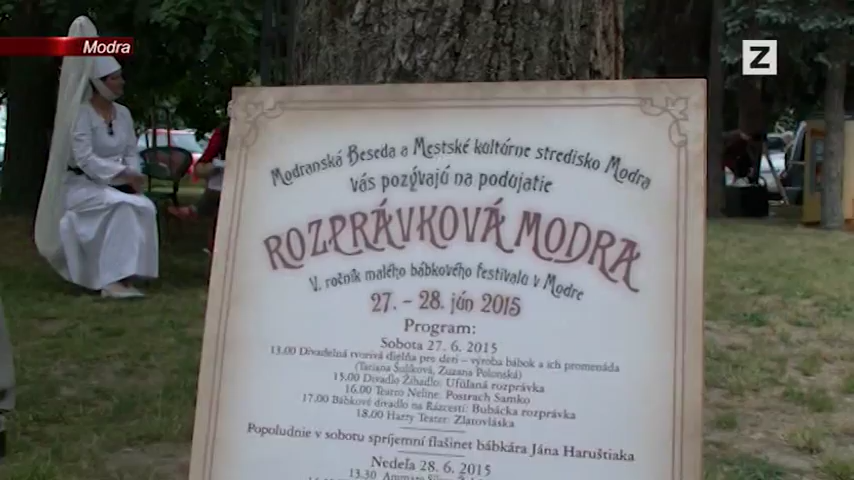 Modra
Z
Modranská Beseda a Mestské kultúrne stredisko Modra
vás pozývajú na podujatie
ROZPRÁVKOVÁ MODRA
V. ročník malého bábkového festivalu v Modre
27. – 28. jún 2015
Program:
Sobota 27. 6. 2015
13.00 Divadelná tvorivá dielňa pre deti – výroba bábok a ich promenáda
(Tatiana Šuliková, Zuzana Polonská)
15.00 Divadlo Žihadlo: Ufúľaná rozprávka
16.00 Teatro Neline: Postrach Samko
17.00 Bábkové divadlo na Rázcestí: Bubácka rozprávka
18.00 Harry Teater: Zlatovláska
Popoludnie v sobotu spríjemní flašinet bábkára Jána Haruštiaka
Nedeľa 28. 6. 2015
13.30